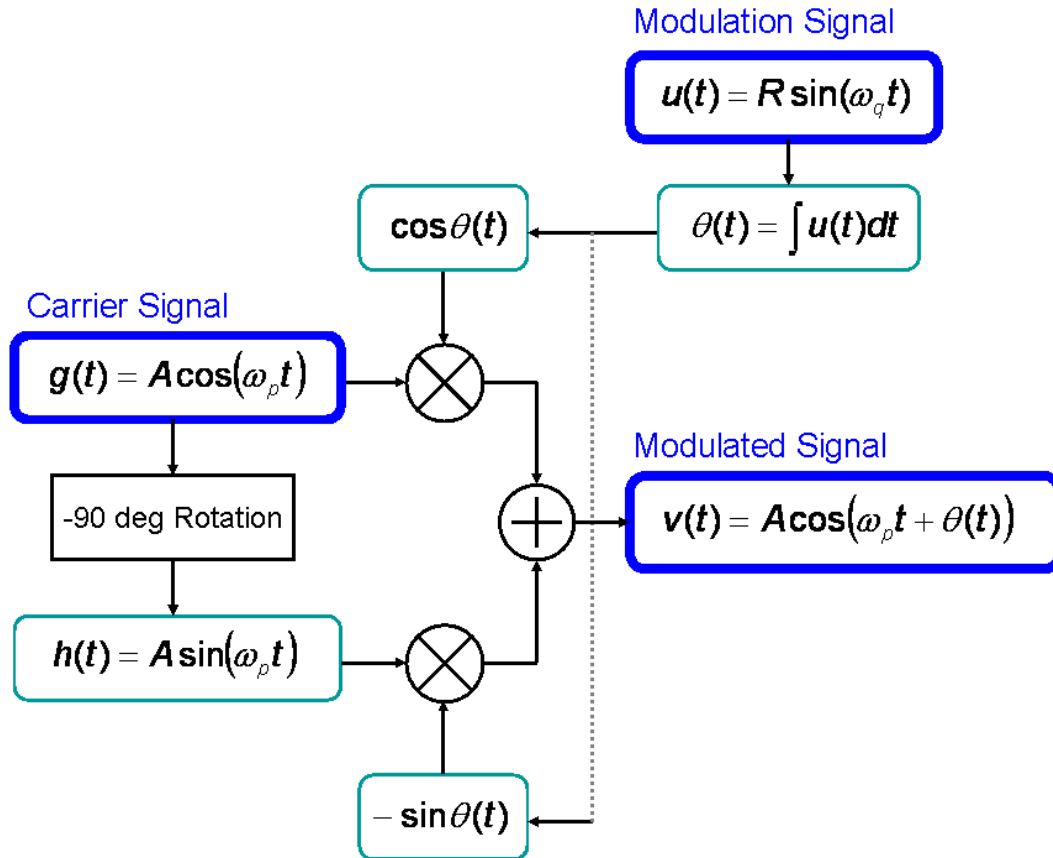 Modulation Signal
u(t) = R sin(ω_q t)
cos θ(t)
θ(t) = ∫ u(t)dt
Carrier Signal
g(t) = A cos(ω_p t)
Modulated Signal
-90 deg Rotation
v(t) = A cos(ω_p t + θ(t))
h(t) = A sin(ω_p t)
− sin θ(t)